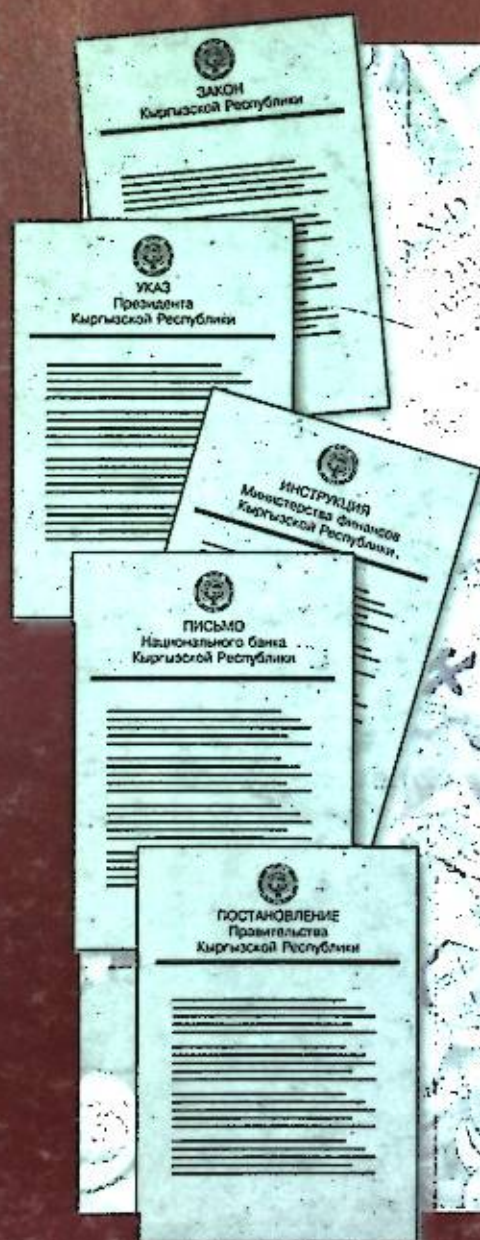 ЗАКОН
Кыргызской Республики
УКАЗ
Президента
Кыргызской Республики
ИНСТРУКЦИЯ
Министерства финансов
Кыргызской Республики.
ПИСЬМО
Национального банка
Кыргызской Республики
ПОСТАНОВЛЕНИЕ
Правительства
Кыргызской Республики